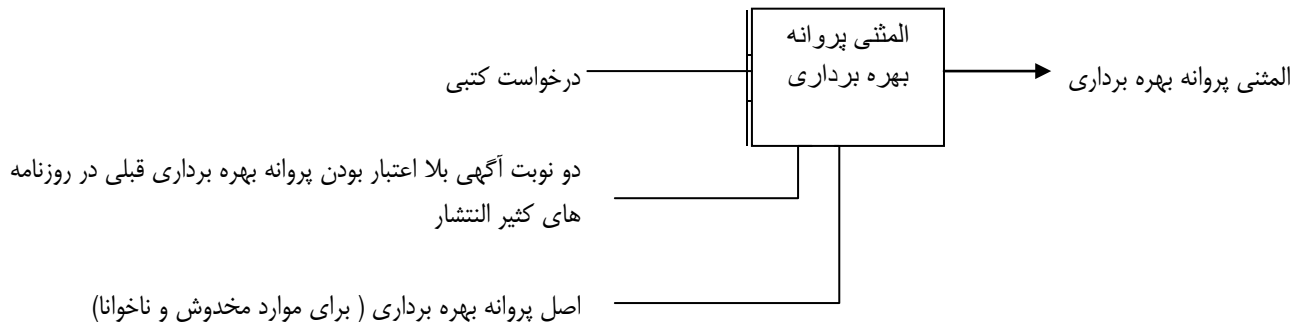 المثنی پروانه
بهره برداری
المثنی پروانه بهره برداری
درخواست کتبی
دو نوبت آگهی بلا اعتبار بودن پروانه بهره برداری قبلی در روزنامه
های کثیر النتشار
اصل پروانه بهره برداری ( برای موارد مخدوش و ناخوانا)